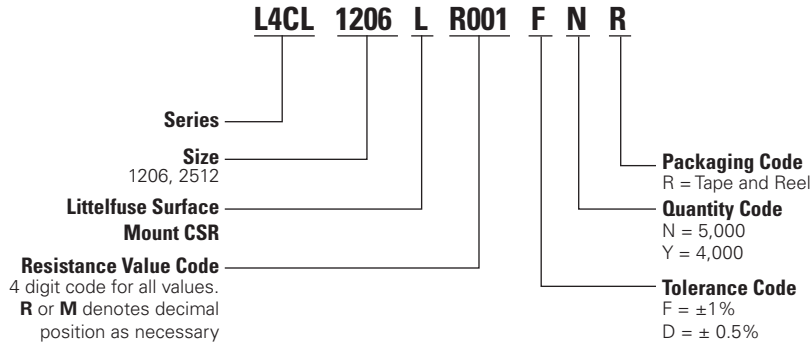 L4CL 1206 L R001 F N R
Series
Size
1206, 2512
Littelfuse Surface
Mount CSR
Resistance Value Code
4 digit code for all values.
R or M denotes decimal
position as necessary
Packaging Code
R = Tape and Reel
Quantity Code
N = 5,000
Y = 4,000
Tolerance Code
F = ±1%
D = ± 0.5%